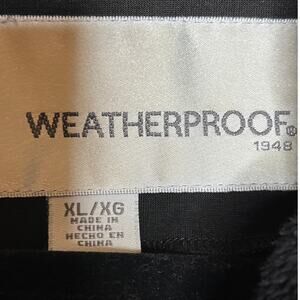 WEATHERPROOF®
1948
XL/XG
MADE IN
CHINA
HECHO EN
CHINA